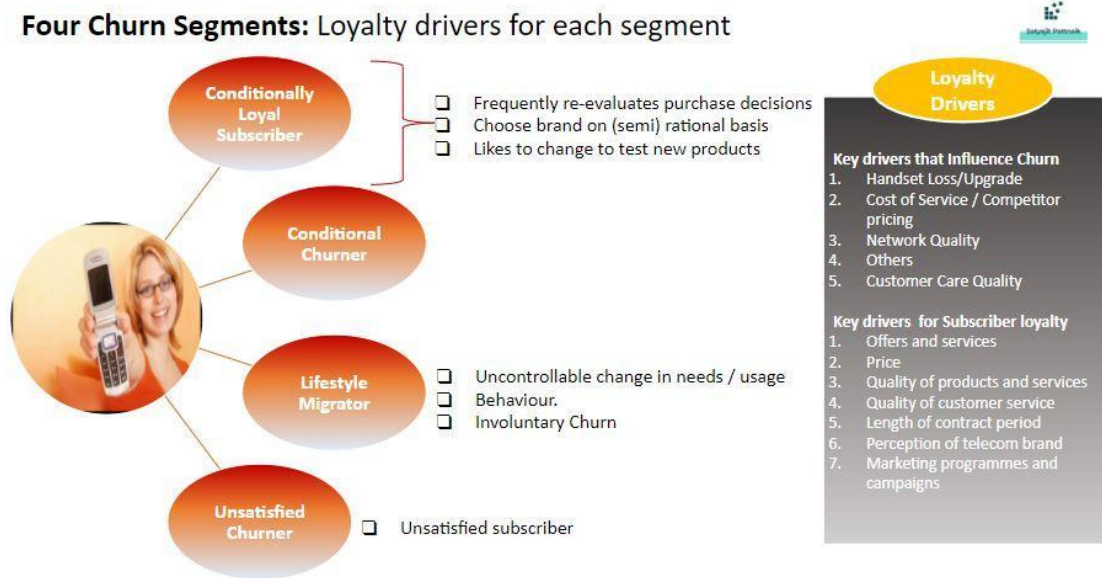 Four Churn Segments: Loyalty drivers for each segment
Satyajit Pattnaik
Conditionally
Loyal
Subscriber
❑ Frequently re-evaluates purchase decisions
❑ Choose brand on (semi) rational basis
❑ Likes to change to test new products
Conditional
Churner
Lifestyle
Migrator
❑ Uncontrollable change in needs / usage
❑ Behaviour.
❑ Involuntary Churn
Unsatisfied
Churner
❑ Unsatisfied subscriber
Loyalty
Drivers
Key drivers that Influence Churn
1. Handset Loss/Upgrade
2. Cost of Service / Competitor
pricing
3. Network Quality
4. Others
5. Customer Care Quality
Key drivers for Subscriber loyalty
1. Offers and services
2. Price
3. Quality of products and services
4. Quality of customer service
5. Length of contract period
6. Perception of telecom brand
7. Marketing programmes and
campaigns